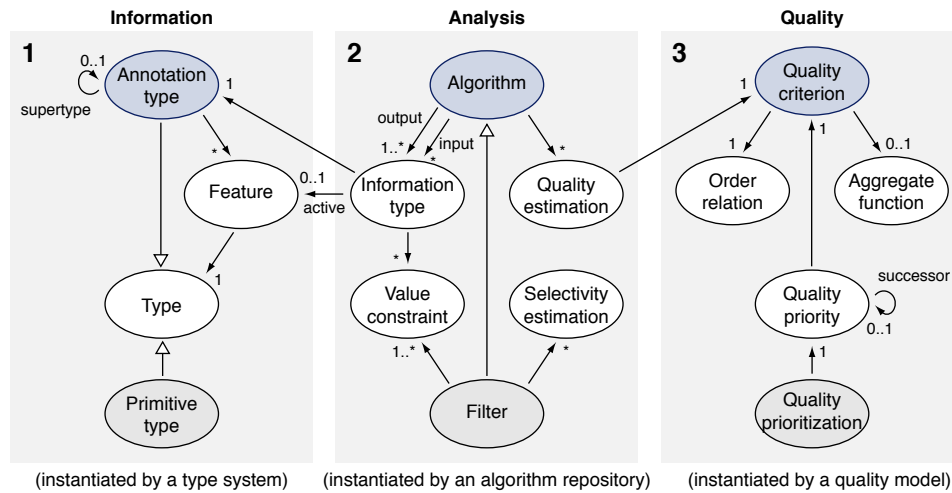 Information
Analysis
Quality
1
0..1
supertype
Annotation
type
1
*
Feature
0..1
active
1
Type
Primitive
type
(instantiated by a type system)
2
Algorithm
output
1..*
input
*
*
Information
type
Quality
estimation
*
Value
constraint
1..*
Selectivity
estimation
*
Filter
(instantiated by an algorithm repository)
3
Quality
criterion
1
1
1
0..1
Order
relation
Aggregate
function
successor
0..1
Quality
priority
1
Quality
prioritization
(instantiated by a quality model)